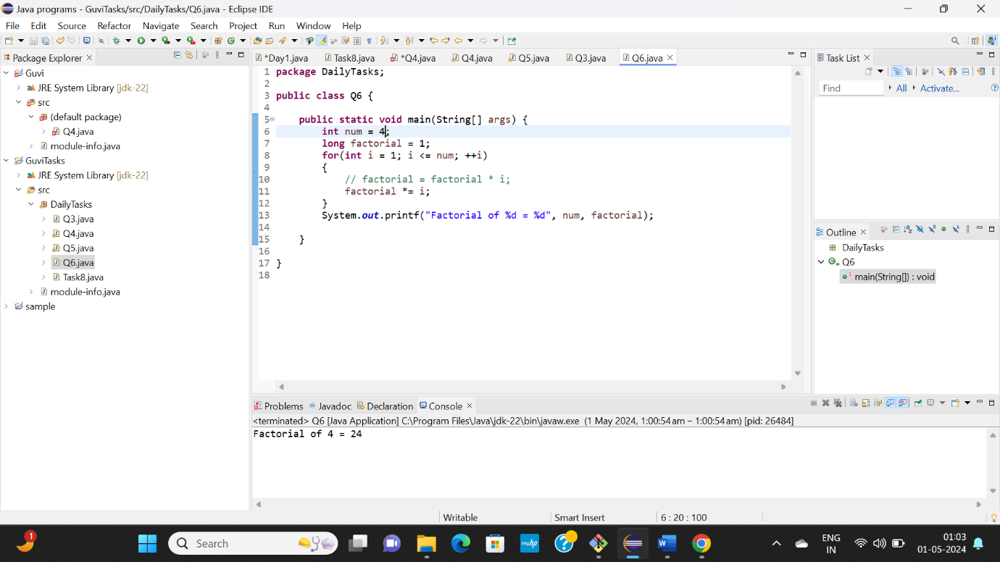 Java programs - GuviTasks/src/DailyTasks/Q6.java - Eclipse IDE
File Edit Source Refactor Navigate Search Project Run Window Help
Package Explorer
Guvi
JRE System Library [jdk-22]
src
(default package)
Q4.java
module-info.java
GuviTasks
JRE System Library [jdk-22]
src
DailyTasks
Q3.java
Q4.java
Q5.java
Q6.java
Task8.java
module-info.java
sample
*Day1.java Task8.java *Q4.java Q4.java Q5.java Q3.java Q6.java
1 package DailyTasks;
2
3 public class Q6 {
4
5 public static void main(String[] args) {
6 int num = 4;
7 long factorial = 1;
8 for(int i = 1; i <= num; ++i)
9 {
10 // factorial = factorial * i;
11 factorial *= i;
12 }
13 System.out.printf("Factorial of %d = %d", num, factorial);
14
15 }
16
17 }
18
Task List
Find All Activate...
Outline
DailyTasks
Q6
main(String[]) : void
Problems Javadoc Declaration Console
<terminated> Q6 [Java Application] C:\Program Files\Java\jdk-22\bin\javaw.exe (1 May 2024, 1:00:54 am – 1:00:54 am) [pid: 26484]
Factorial of 4 = 24
Writable Smart Insert 6 : 20 : 100
1
Search
myhp
ENG
IN
01:03
01-05-2024